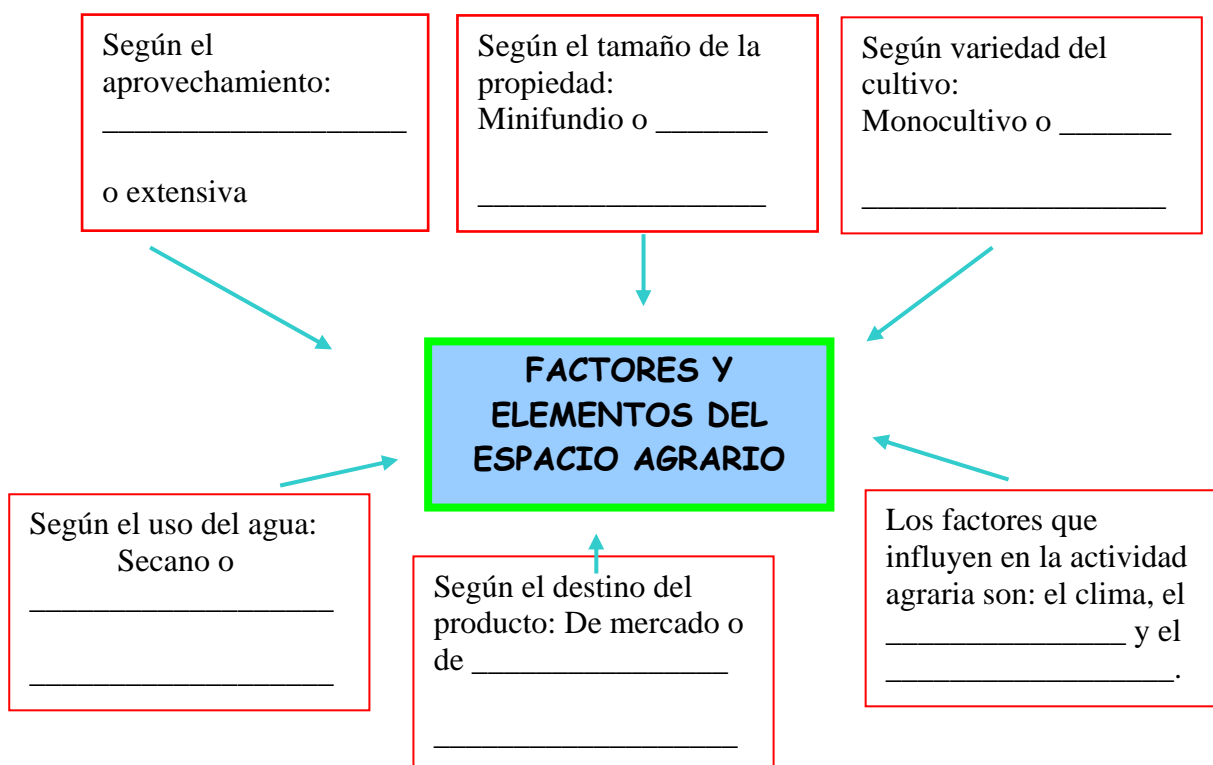 Según el
aprovechamiento:
___________________
o extensiva
Según el tamaño de la
propiedad:
Minifundio o _______
__________________
Según variedad del
cultivo:
Monocultivo o _______
___________________
FACTORES Y
ELEMENTOS DEL
ESPACIO AGRARIO
Según el uso del agua:
Secano o
___________________
___________________
Según el destino del
producto: De mercado o
de ________________
___________________
Los factores que
influyen en la actividad
agraria son: el clima, el
_______________ y el
__________________.